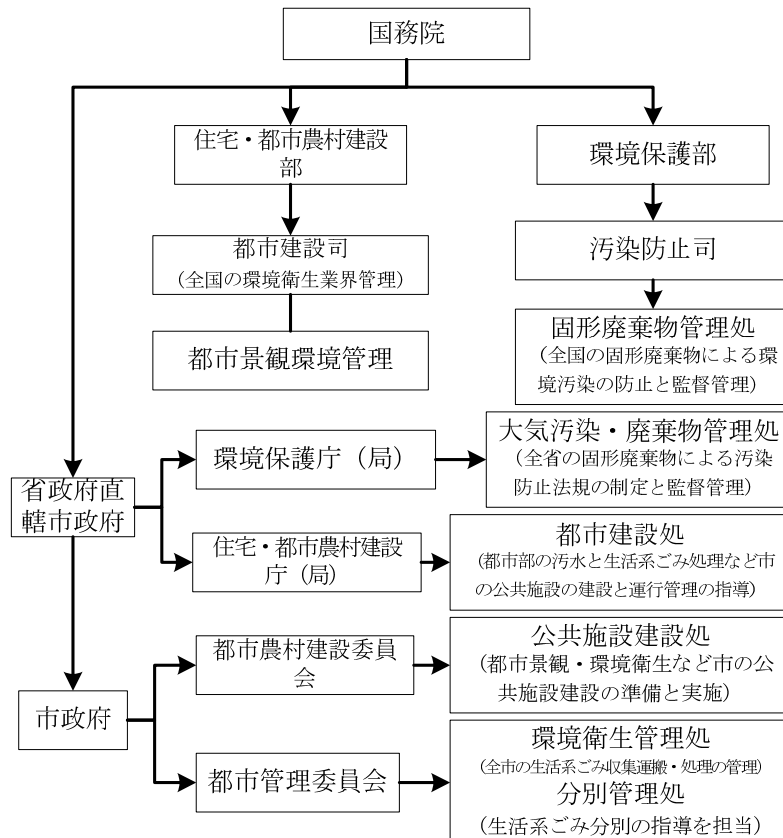 国務院
住宅・都市農村建設
部
環境保護部
都市建設司
(全国の環境衛生業界管理)
汚染防止司
都市景観環境管理
固形廃棄物管理処
(全国の固形廃棄物による環
境汚染の防止と監督管理)
省政府直
轄市政府
環境保護庁（局）
大気汚染・廃棄物管理処
(全省の固形廃棄物による汚染
防止法規の制定と監督管理)
住宅・都市農村建設
庁（局）
都市建設処
(都市部の汚水と生活系ごみ処理など市
の公共施設の建設と運行管理の指導)
市政府
都市農村建設委員
会
公共施設建設処
(都市景観・環境衛生など市の公
共施設建設の準備と実施)
都市管理委員会
環境衛生管理処
(全市の生活系ごみ収集運搬・処理の管理)
分別管理処
(生活系ごみ分別の指導を担当)